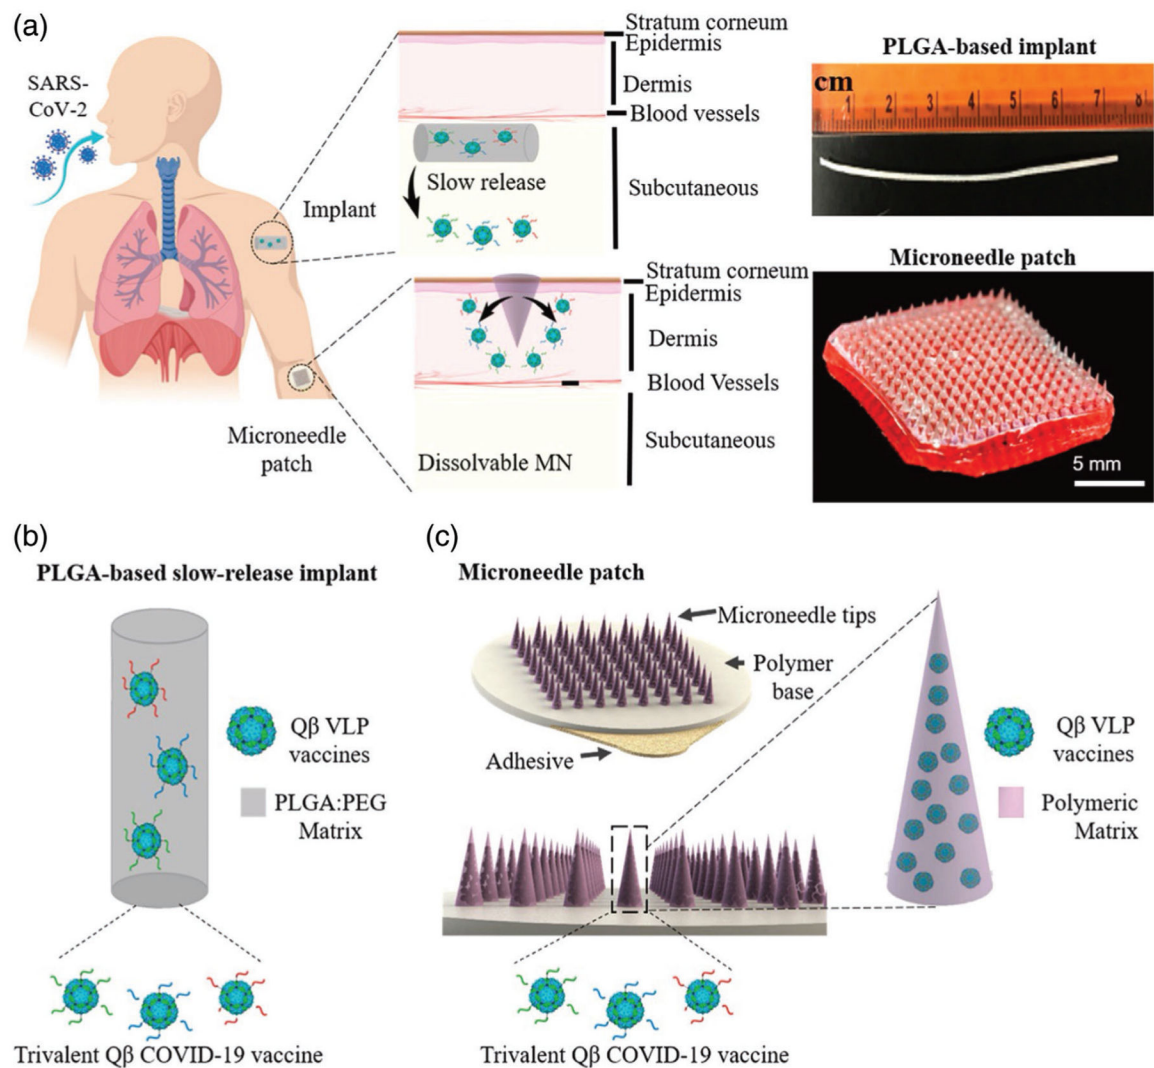 (a)
SARS-
CoV-2
Implant
Microneedle
patch
Stratum corneum
Epidermis
Dermis
Blood vessels
Slow release
Subcutaneous
Stratum corneum
Epidermis
Dermis
Blood Vessels
Subcutaneous
Dissolvable MN
PLGA-based implant
cm
1 2 3 4 5 6 7 8
Microneedle patch
5 mm
(b)
PLGA-based slow-release implant
Qβ VLP
vaccines
PLGA:PEG
Matrix
Trivalent Qβ COVID-19 vaccine
(c)
Microneedle patch
Microneedle tips
Polymer
base
Adhesive
Qβ VLP
vaccines
Polymeric
Matrix
Trivalent Qβ COVID-19 vaccine